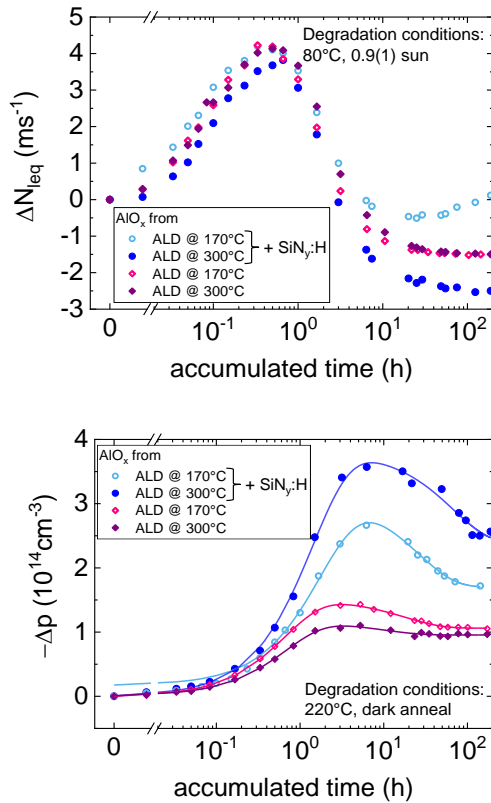 Degradation conditions:
80°C, 0.9(1) sun
ΔN_leq (ms⁻¹)
4
3
2
1
0
-1
-2
-3
AlOₓ from
ALD @ 170°C
ALD @ 300°C
+ SiN_y:H
ALD @ 170°C
ALD @ 300°C
0 10⁻¹ 10⁰ 10¹ 10²
accumulated time (h)
4
3
2
1
0
−Δp (10¹⁴cm⁻³)
AlOₓ from
ALD @ 170°C
ALD @ 300°C
+ SiN_y:H
ALD @ 170°C
ALD @ 300°C
Degradation conditions:
220°C, dark anneal
0 10⁻¹ 10⁰ 10¹ 10²
accumulated time (h)